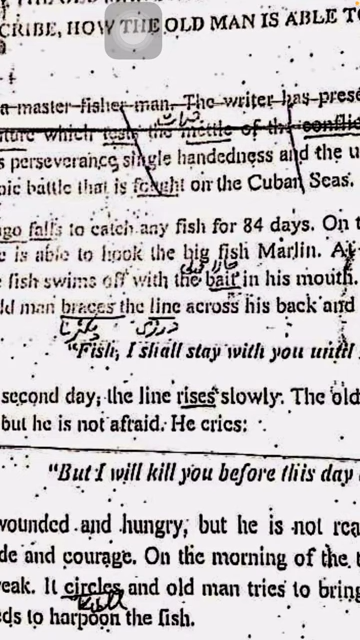 CRIBE, HOW THE OLD MAN IS ABLE TO
a master fisher man. The writer has prese
ture which tests the mettle of the conflic
s perseverance, single handedness and the u
pic battle that is fought on the Cuban Seas.
go fails to catch any fish for 84 days. On t
e is able to hook the big fish Marlin. At
e fish swims off with the bait in his mouth.
ld man braces the line across his back and
"Fish, I shall stay with you until
second day, the line rises slowly. The old
but he is not afraid. He cries:
"But I will kill you before this day
wounded and hungry, but he is not rea
de and courage. On the morning of the t
eak. It circles and old man tries to bring
eds to harpoon the fish.